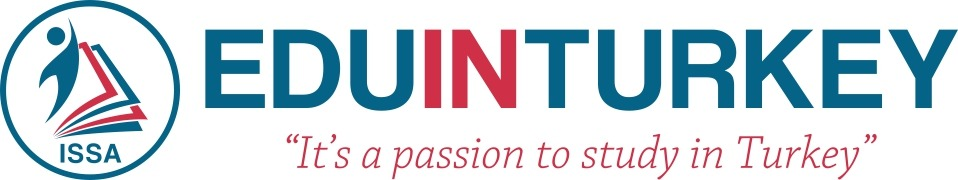 ISSA
EDUINTURKEY
“It’s a passion to study in Turkey”